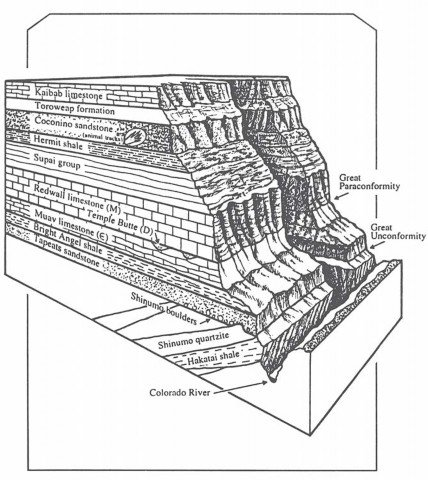 Kaibab limestone
Toroweap formation
Coconino sandstone
(animal tracks)
Hermit shale
Supai group
Great
Paraconformity
Redwall limestone (M)
Temple Butte (D)
Great
Unconformity
Muav limestone (Є)
Bright Angel shale
Tapeats sandstone
Shinumo boulders
Shinumo quartzite
Hakatai shale
Colorado River